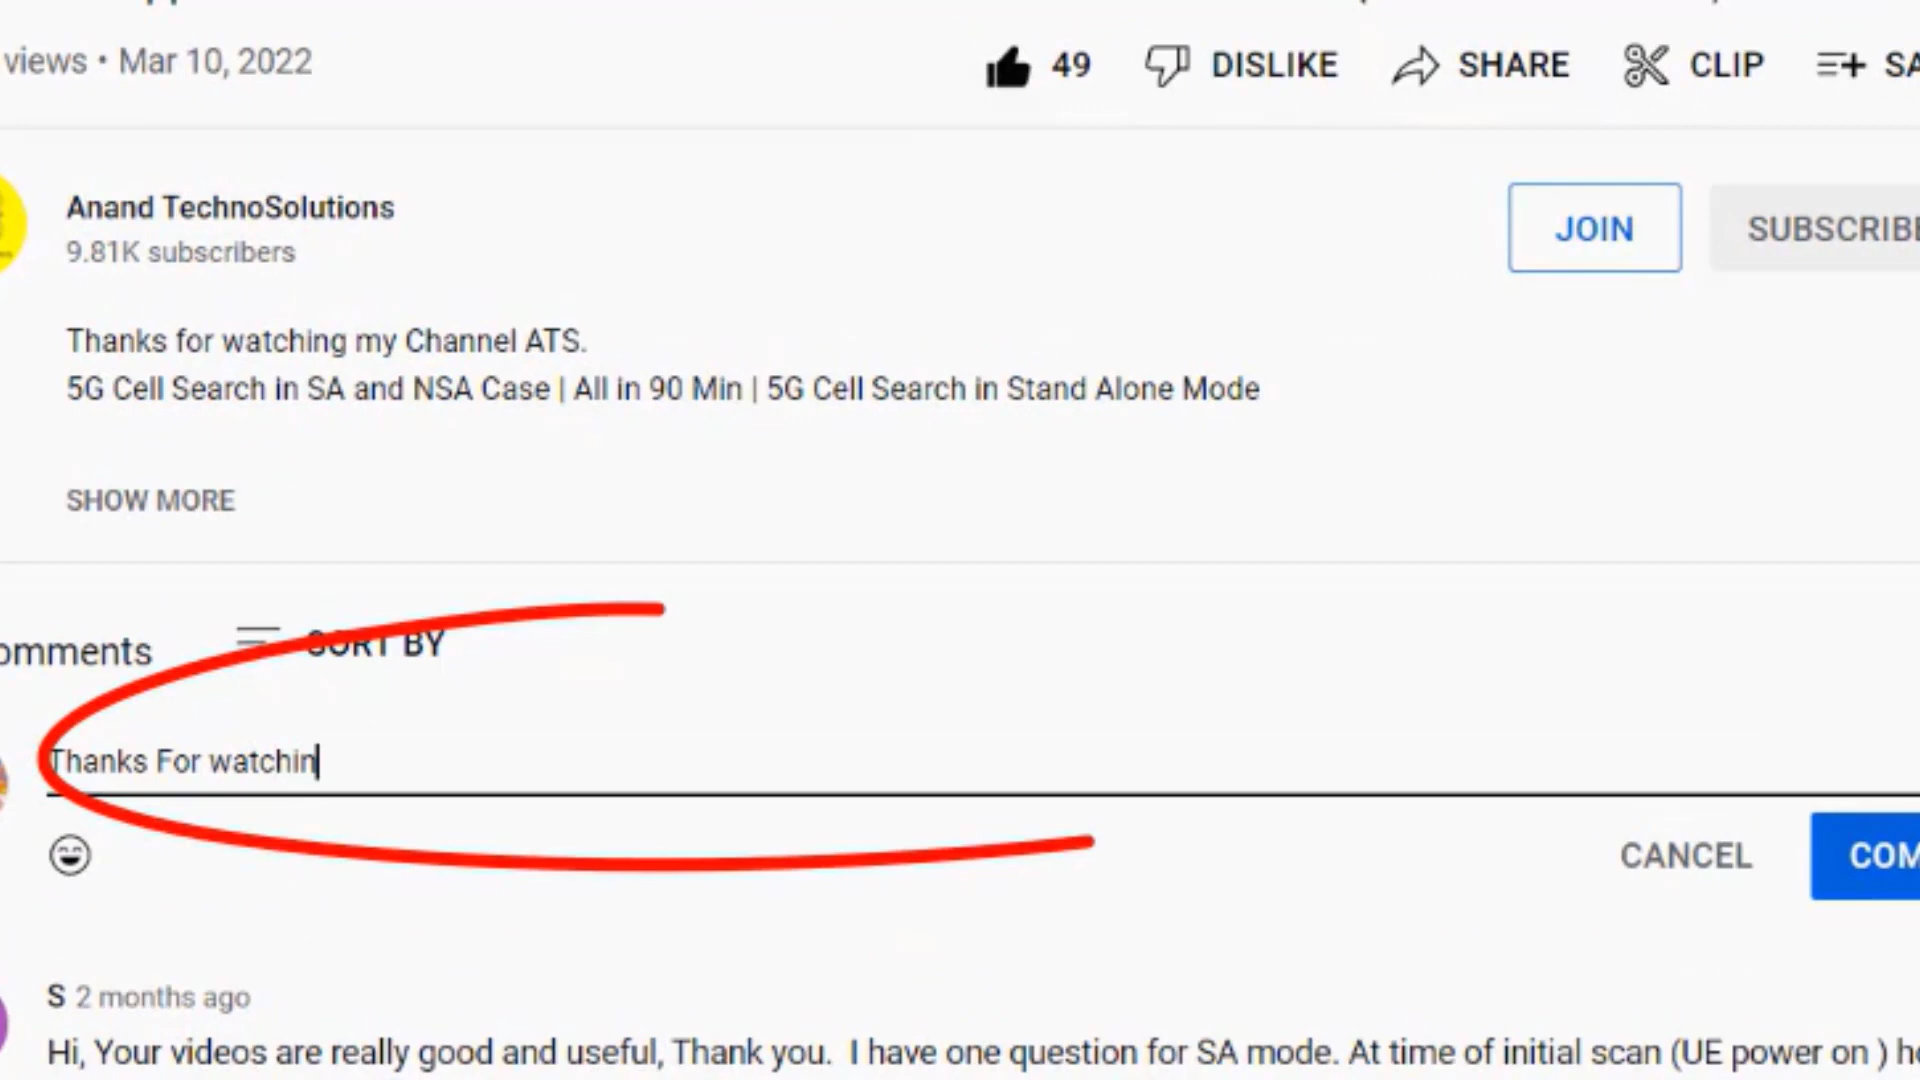 views • Mar 10, 2022
49 DISLIKE SHARE CLIP
Anand TechnoSolutions
9.81K subscribers
JOIN
Thanks for watching my Channel ATS.
5G Cell Search in SA and NSA Case | All in 90 Min | 5G Cell Search in Stand Alone Mode
SHOW MORE
omments SORT BY
Thanks For watchin
CANCEL COM
S 2 months ago
Hi, Your videos are really good and useful, Thank you. I have one question for SA mode. At time of initial scan (UE power on )